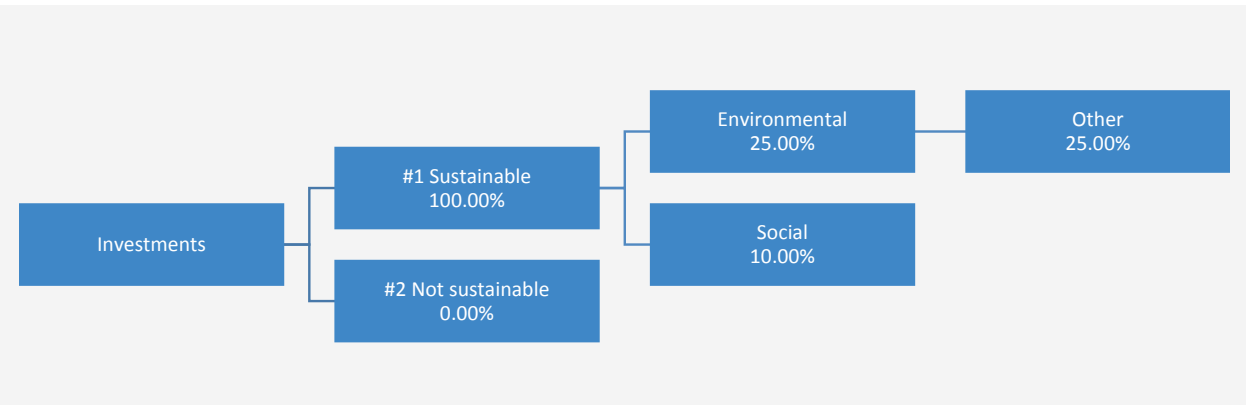 Investments
#1 Sustainable
100.00%
#2 Not sustainable
0.00%
Environmental
25.00%
Social
10.00%
Other
25.00%